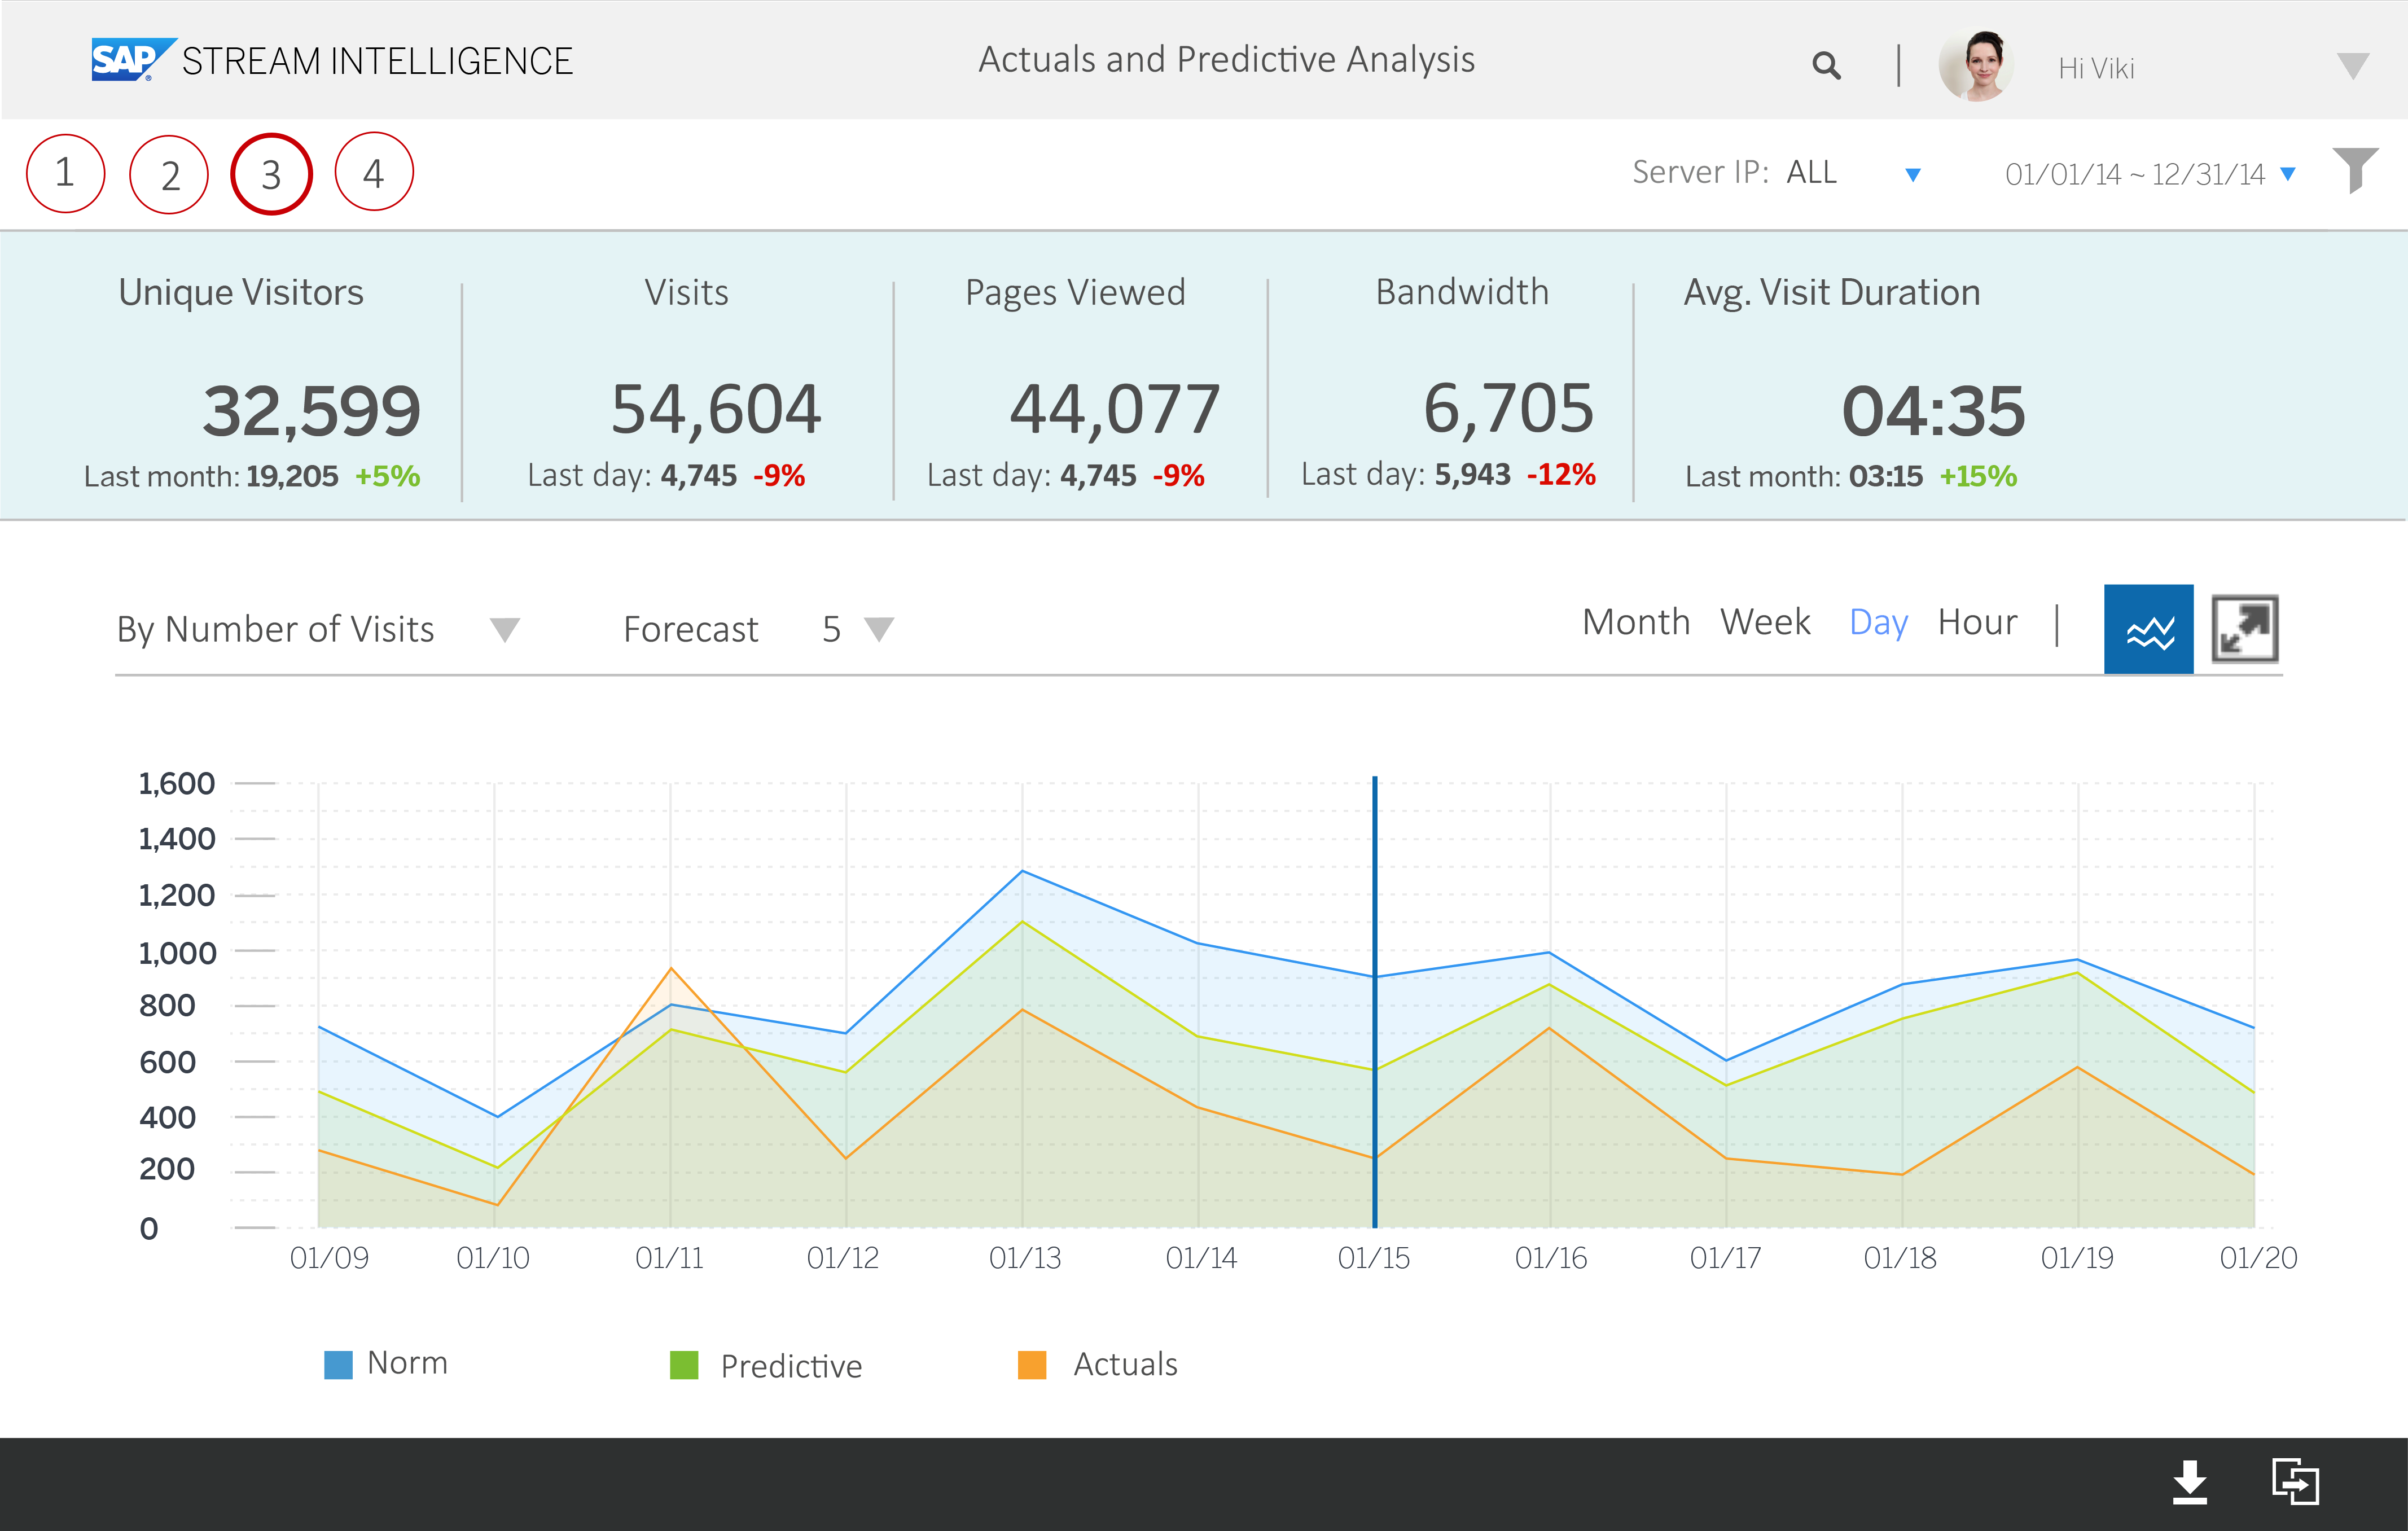 SAP ® STREAM INTELLIGENCE
Actuals and Predictive Analysis
Hi Viki
1 2 3 4
Server IP: ALL
01/01/14 ~ 12/31/14
Unique Visitors
32,599
Last month: 19,205 +5%
Visits
54,604
Last day: 4,745 -9%
Pages Viewed
44,077
Last day: 4,745 -9%
Bandwidth
6,705
Last day: 5,943 -12%
Avg. Visit Duration
04:35
Last month: 03:15 +15%
By Number of Visits
Forecast 5
Month Week Day Hour
1,600
1,400
1,200
1,000
800
600
400
200
0
01/09 01/10 01/11 01/12 01/13 01/14 01/15 01/16 01/17 01/18 01/19 01/20
Norm Predictive Actuals